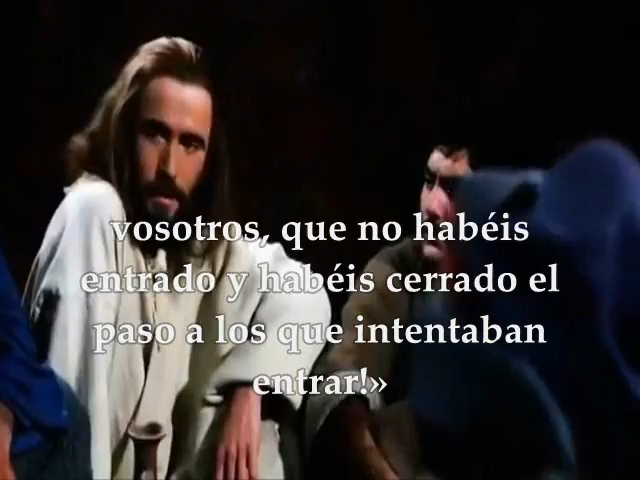 vosotros, que no habéis
entrado y habéis cerrado el
paso a los que intentaban
entrar!»